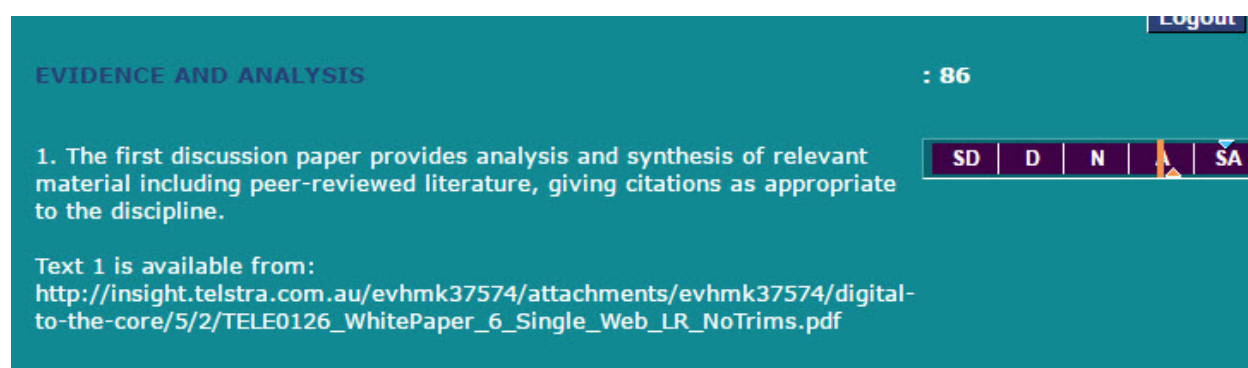 Logout
EVIDENCE AND ANALYSIS : 86
1. The first discussion paper provides analysis and synthesis of relevant SD D N A SA
material including peer-reviewed literature, giving citations as appropriate
to the discipline.
Text 1 is available from:
http://insight.telstra.com.au/evhmk37574/attachments/evhmk37574/digital-
to-the-core/5/2/TELE0126_WhitePaper_6_Single_Web_LR_NoTrims.pdf